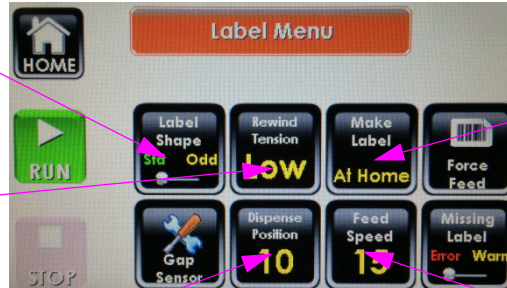 Label Menu
HOME
RUN
STOP
Label
Shape
Std Odd
Rewind
Tension
Low
Make
Label
At Home
Force
Feed
Gap
Sensor
Dispense
Position
10
Feed
Speed
15
Missing
Label
Error Warn